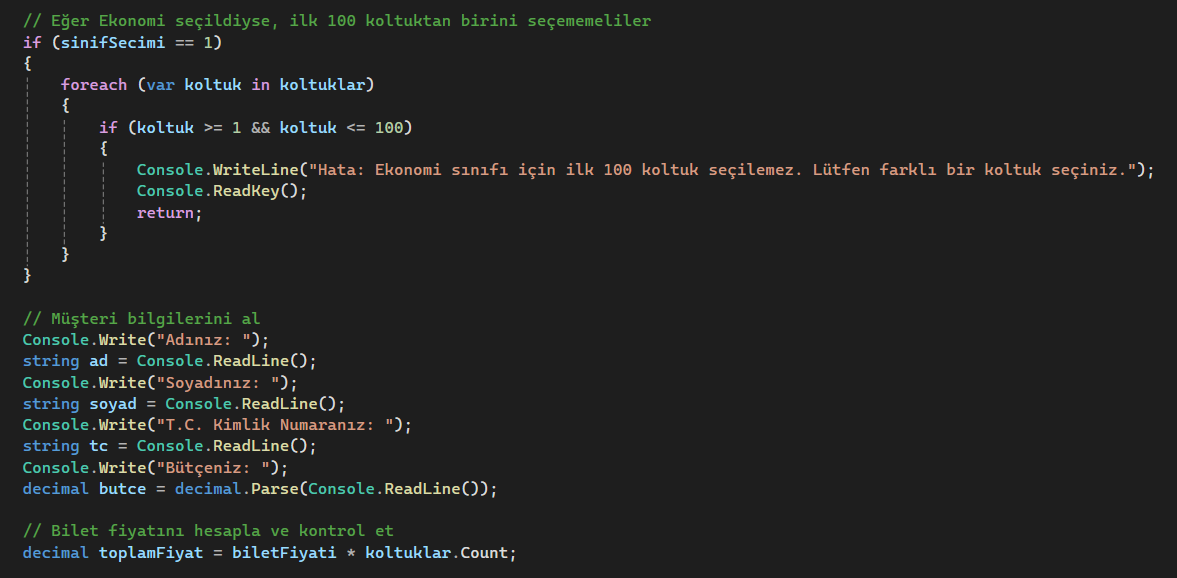 // Eğer Ekonomi seçildiyse, ilk 100 koltuktan birini seçememeliler
if (sinifSecimi == 1)
{
foreach (var koltuk in koltuklar)
{
if (koltuk >= 1 && koltuk <= 100)
{
Console.WriteLine("Hata: Ekonomi sınıfı için ilk 100 koltuk seçilemez. Lütfen farklı bir koltuk seçiniz.");
Console.ReadKey();
return;
}
}
}
// Müşteri bilgilerini al
Console.Write("Adınız: ");
string ad = Console.ReadLine();
Console.Write("Soyadınız: ");
string soyad = Console.ReadLine();
Console.Write("T.C. Kimlik Numaranız: ");
string tc = Console.ReadLine();
Console.Write("Bütçeniz: ");
decimal butce = decimal.Parse(Console.ReadLine());
// Bilet fiyatını hesapla ve kontrol et
decimal toplamFiyat = biletFiyati * koltuklar.Count;